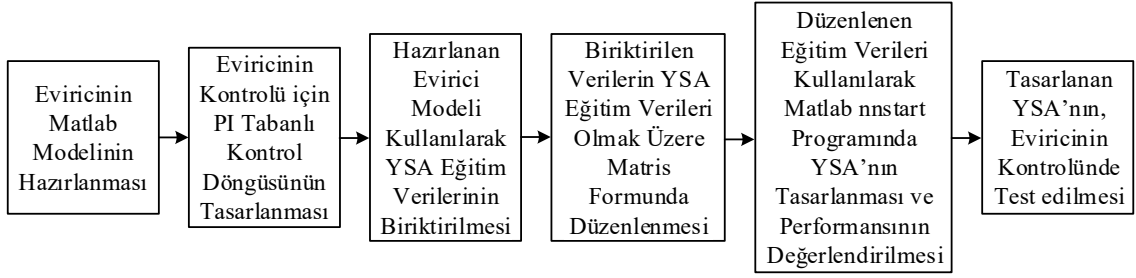 Eviricinin
Matlab
Modelinin
Hazırlanması
Eviricinin
Kontrolü için
PI Tabanlı
Kontrol
Döngüsünün
Tasarlanması
Hazırlanan
Evirici
Modeli
Kullanılarak
YSA Eğitim
Verilerinin
Biriktirilmesi
Biriktirilen
Verilerin YSA
Eğitim Verileri
Olmak Üzere
Matris
Formunda
Düzenlenmesi
Düzenlenen
Eğitim Verileri
Kullanılarak
Matlab nnstart
Programında
YSA’nın
Tasarlanması ve
Performansının
Değerlendirilmesi
Tasarlanan
YSA’nın,
Eviricinin
Kontrolünde
Test edilmesi